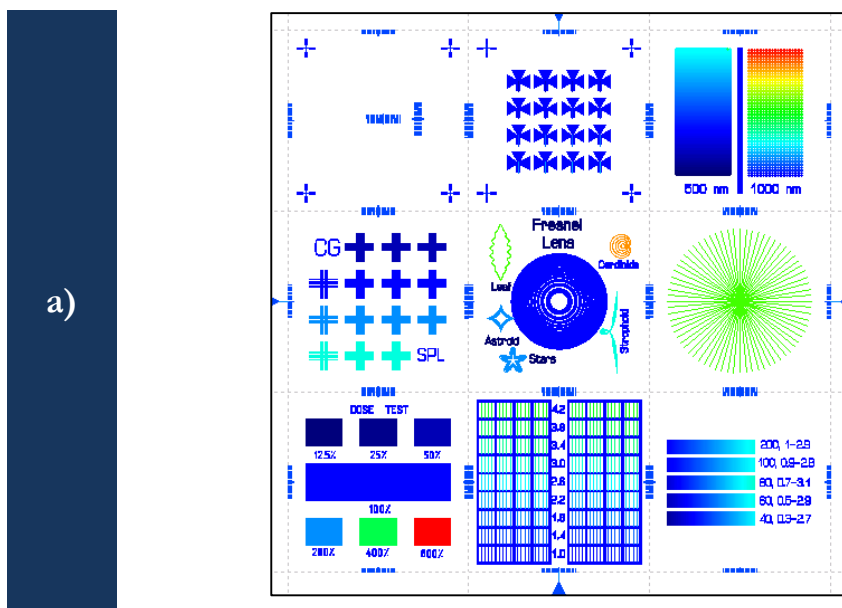 a)
500 nm 1000 nm
CG
SPL
Fresnel
Lens
Leaf
Cardioide
Astroid
Stars
Strophoid
DOSE TEST
12.5% 25% 50%
100%
200% 400% 600%
4.2
3.8
3.4
3.0
2.6
2.2
1.8
1.4
1.0
200, 1-2.9
100, 0.9-2.8
80, 0.7-3.1
60, 0.5-2.9
40, 0.3-2.7